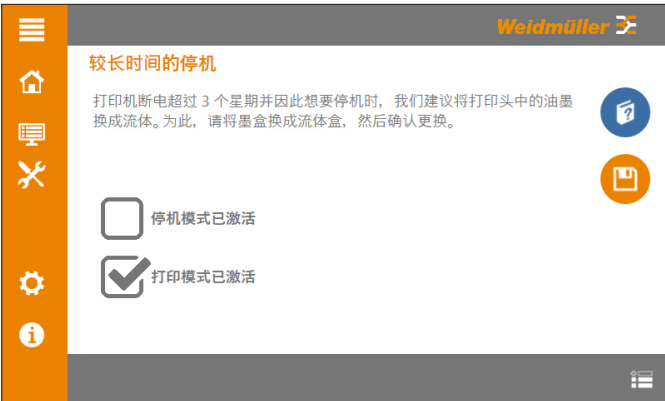 Weidmüller
较长时间的停机
打印机断电超过 3 个星期并因此想要停机时，我们建议将打印头中的油墨
换成流体。为此，请将墨盒换成流体盒，然后确认更换。
停机模式已激活
打印模式已激活